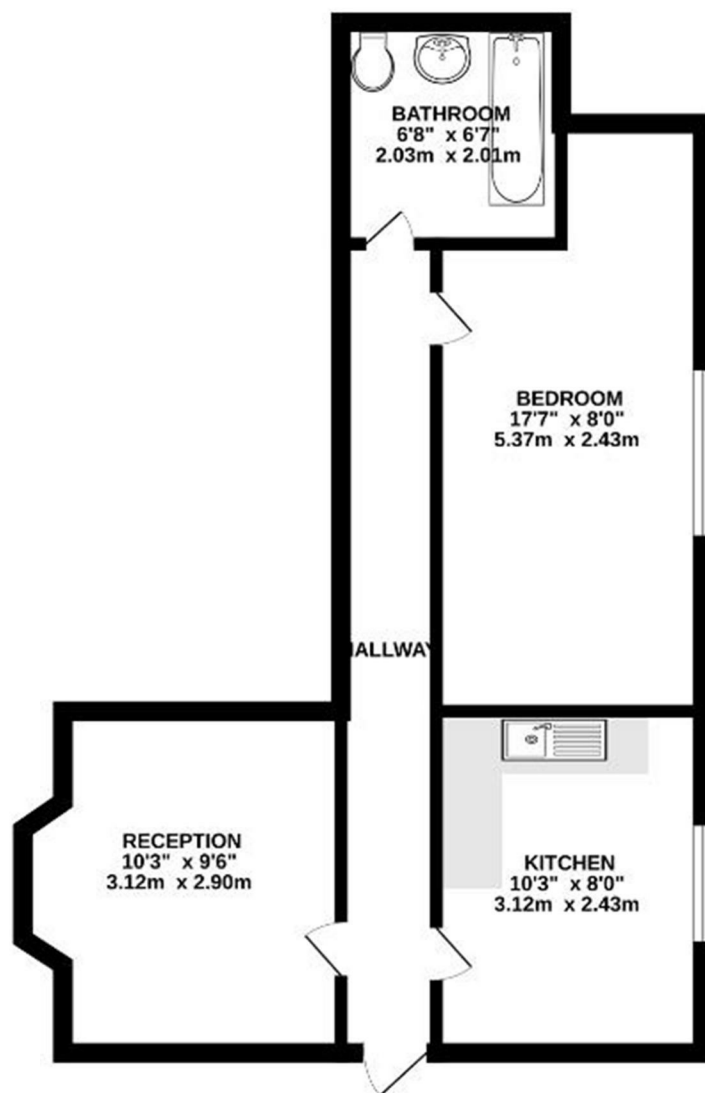 BATHROOM
6'8" x 6'7"
2.03m x 2.01m
BEDROOM
17'7" x 8'0"
5.37m x 2.43m
HALLWAY
RECEPTION
10'3" x 9'6"
3.12m x 2.90m
KITCHEN
10'3" x 8'0"
3.12m x 2.43m